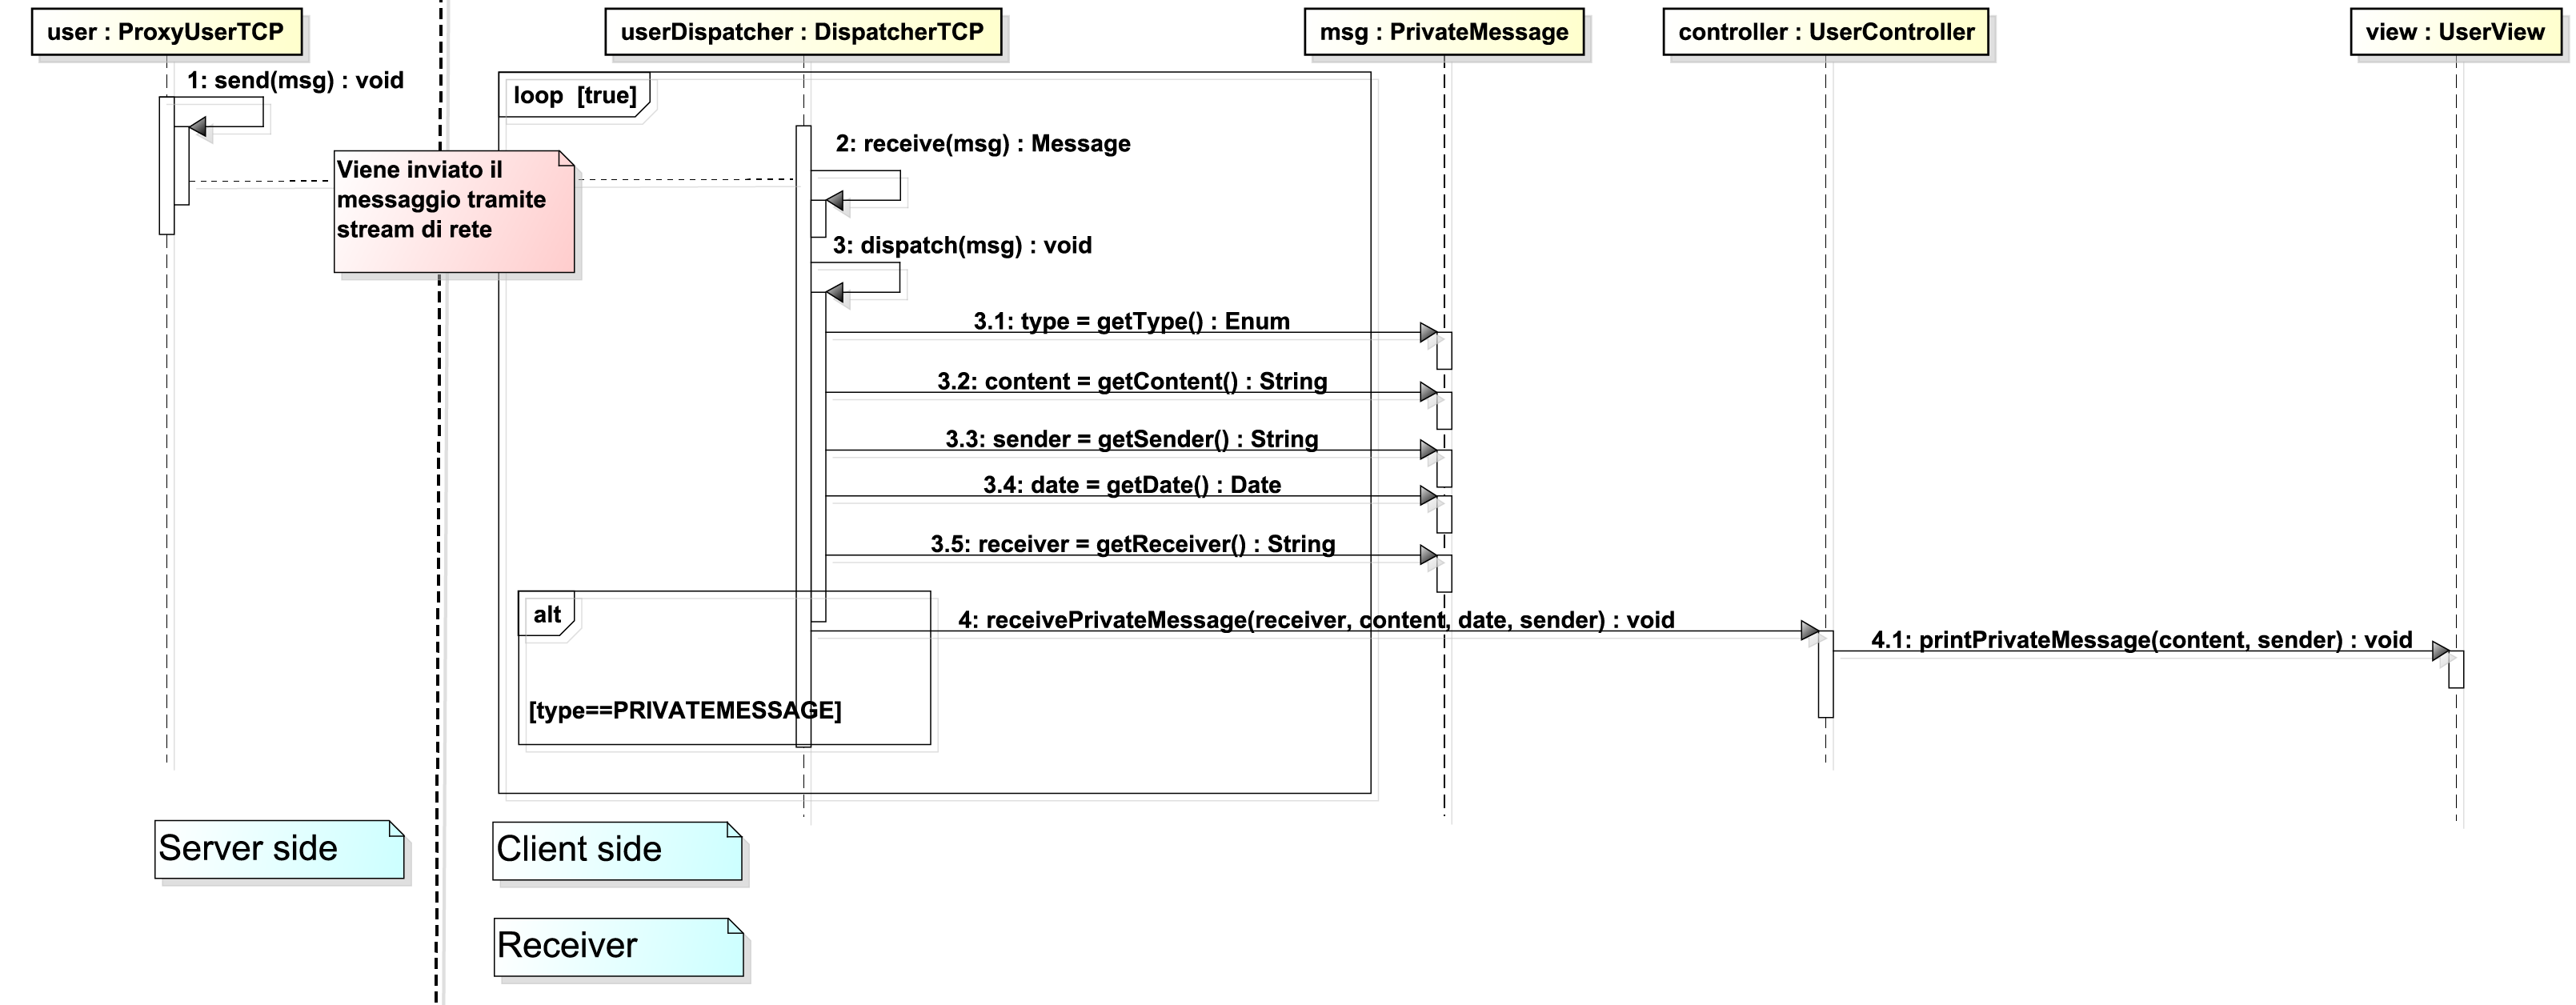 user : ProxyUserTCP
userDispatcher : DispatcherTCP
msg : PrivateMessage
controller : UserController
view : UserView
1: send(msg) : void
loop [true]
2: receive(msg) : Message
Viene inviato il
messaggio tramite
stream di rete
3: dispatch(msg) : void
3.1: type = getType() : Enum
3.2: content = getContent() : String
3.3: sender = getSender() : String
3.4: date = getDate() : Date
3.5: receiver = getReceiver() : String
alt
4: receivePrivateMessage(receiver, content, date, sender) : void
4.1: printPrivateMessage(content, sender) : void
[type==PRIVATEMESSAGE]
Server side
Client side
Receiver